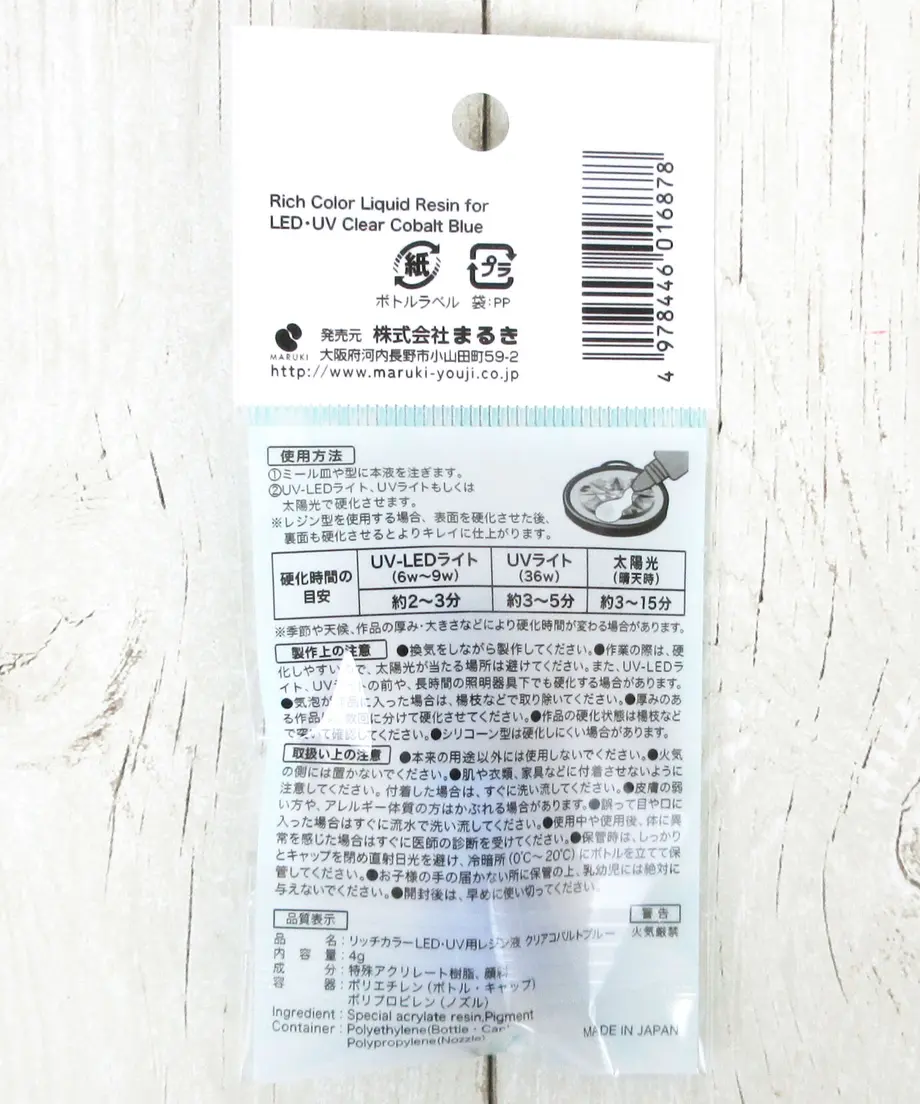 Rich Color Liquid Resin for
LED・UV Clear Cobalt Blue
紙 プラ
ボトルラベル 袋:PP
MARUKI
発売元 株式会社まるき
大阪府河内長野市小山田町59-2
http://www.maruki-youji.co.jp
4 978446 016878
使用方法
①ミール皿や型に本液を注ぎます。
②UV-LEDライト、UVライトもしくは
太陽光で硬化させます。
※レジン型を使用する場合、表面を硬化させた後、
裏面も硬化させるとよりキレイに仕上がります。
硬化時間の目安
UV-LEDライト(6w〜9w) UVライト(36w) 太陽光(晴天時)
約2〜3分 約3〜5分 約3〜15分
※季節や天候、作品の厚み・大きさなどにより硬化時間が変わる場合があります。
製作上の注意 ●換気をしながら製作してください。●作業の際は、硬
化しやすいので、太陽光が当たる場所は避けてください。また、UV-LEDラ
イト、UVライトの前や、長時間の照明器具下でも硬化する場合があります。
●気泡が作品に入った場合は、楊枝などで取り除いてください。●厚みのあ
る作品は数回に分けて硬化させてください。●作品の硬化状態は楊枝など
で突いて確認してください。●シリコーン型は硬化しにくい場合があります。
取扱い上の注意 ●本来の用途以外には使用しないでください。●火気
の側には置かないでください。●肌や衣類、家具などに付着させないように
注意してください。付着した場合は、すぐに洗い流してください。●皮膚の弱
い方や、アレルギー体質の方はかぶれる場合があります。●誤って目や口に
入った場合はすぐに流水で洗い流してください。●使用中や使用後、体に異
常を感じた場合はすぐに医師の診断を受けてください。●保管時は、しっかり
とキャップを閉め直射日光を避け、冷暗所(0℃〜20℃)にボトルを立てて保
管してください。●お子様の手の届かない所に保管の上、乳幼児には絶対に
与えないでください。●開封後は、早めに使い切ってください。
品質表示
警告
火気厳禁
品名:リッチカラーLED・UV用レジン液 クリアコバルトブルー
内容量:4g
成分:特殊アクリレート樹脂、顔料
容器:ポリエチレン(ボトル・キャップ)
ポリプロピレン(ノズル)
Ingredient : Special acrylate resin,Pigment
Container : Polyethylene(Bottle・Cap)
Polypropylene(Nozzle)
MADE IN JAPAN